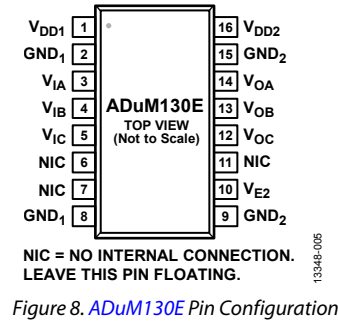 VDD1 1 16 VDD2
GND1 2 15 GND2
VIA 3 14 VOA
VIB 4 ADuM130E 13 VOB
TOP VIEW
VIC 5 (Not to Scale) 12 VOC
NIC 6 11 NIC
NIC 7 10 VE2
GND1 8 9 GND2
NIC = NO INTERNAL CONNECTION.
LEAVE THIS PIN FLOATING.
13348-005
Figure 8. ADuM130E Pin Configuration